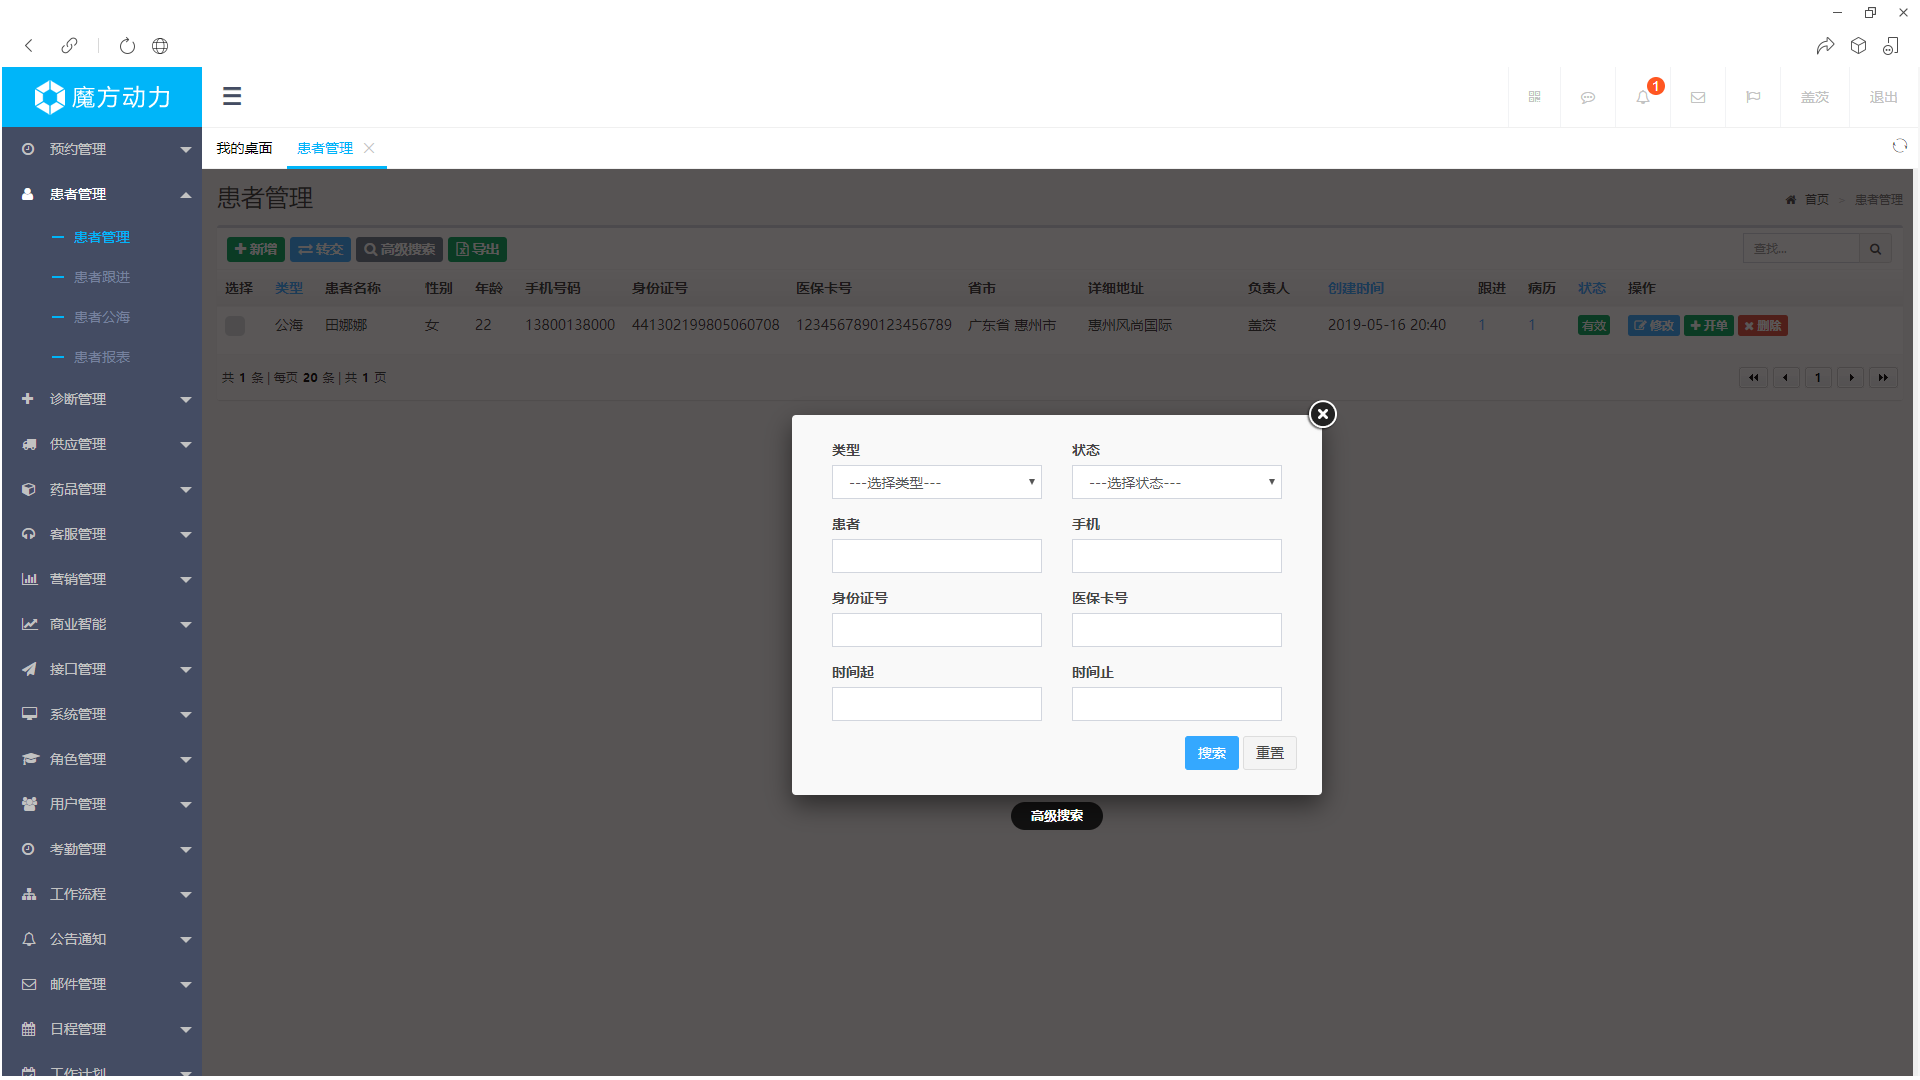 魔方动力
1
盖茨
退出
我的桌面
患者管理
预约管理
患者管理
患者管理
患者跟进
患者公海
患者报表
诊断管理
供应管理
药品管理
客服管理
营销管理
商业智能
接口管理
系统管理
角色管理
用户管理
考勤管理
工作流程
公告通知
邮件管理
日程管理
工作计划
患者管理
首页 > 患者管理
新增 转交 高级搜索 导出
查找...
选择 类型 患者名称 性别 年龄 手机号码 身份证号 医保卡号 省市 详细地址 负责人 创建时间 跟进 病历 状态 操作
公海 田娜娜 女 22 13800138000 441302199805060708 1234567890123456789 广东省 惠州市 惠州风尚国际 盖茨 2019-05-16 20:40 1 1 有效 修改 开单 删除
共 1 条 | 每页 20 条 | 共 1 页
1
类型 状态
---选择类型--- ---选择状态---
患者 手机
身份证号 医保卡号
时间起 时间止
搜索 重置
高级搜索